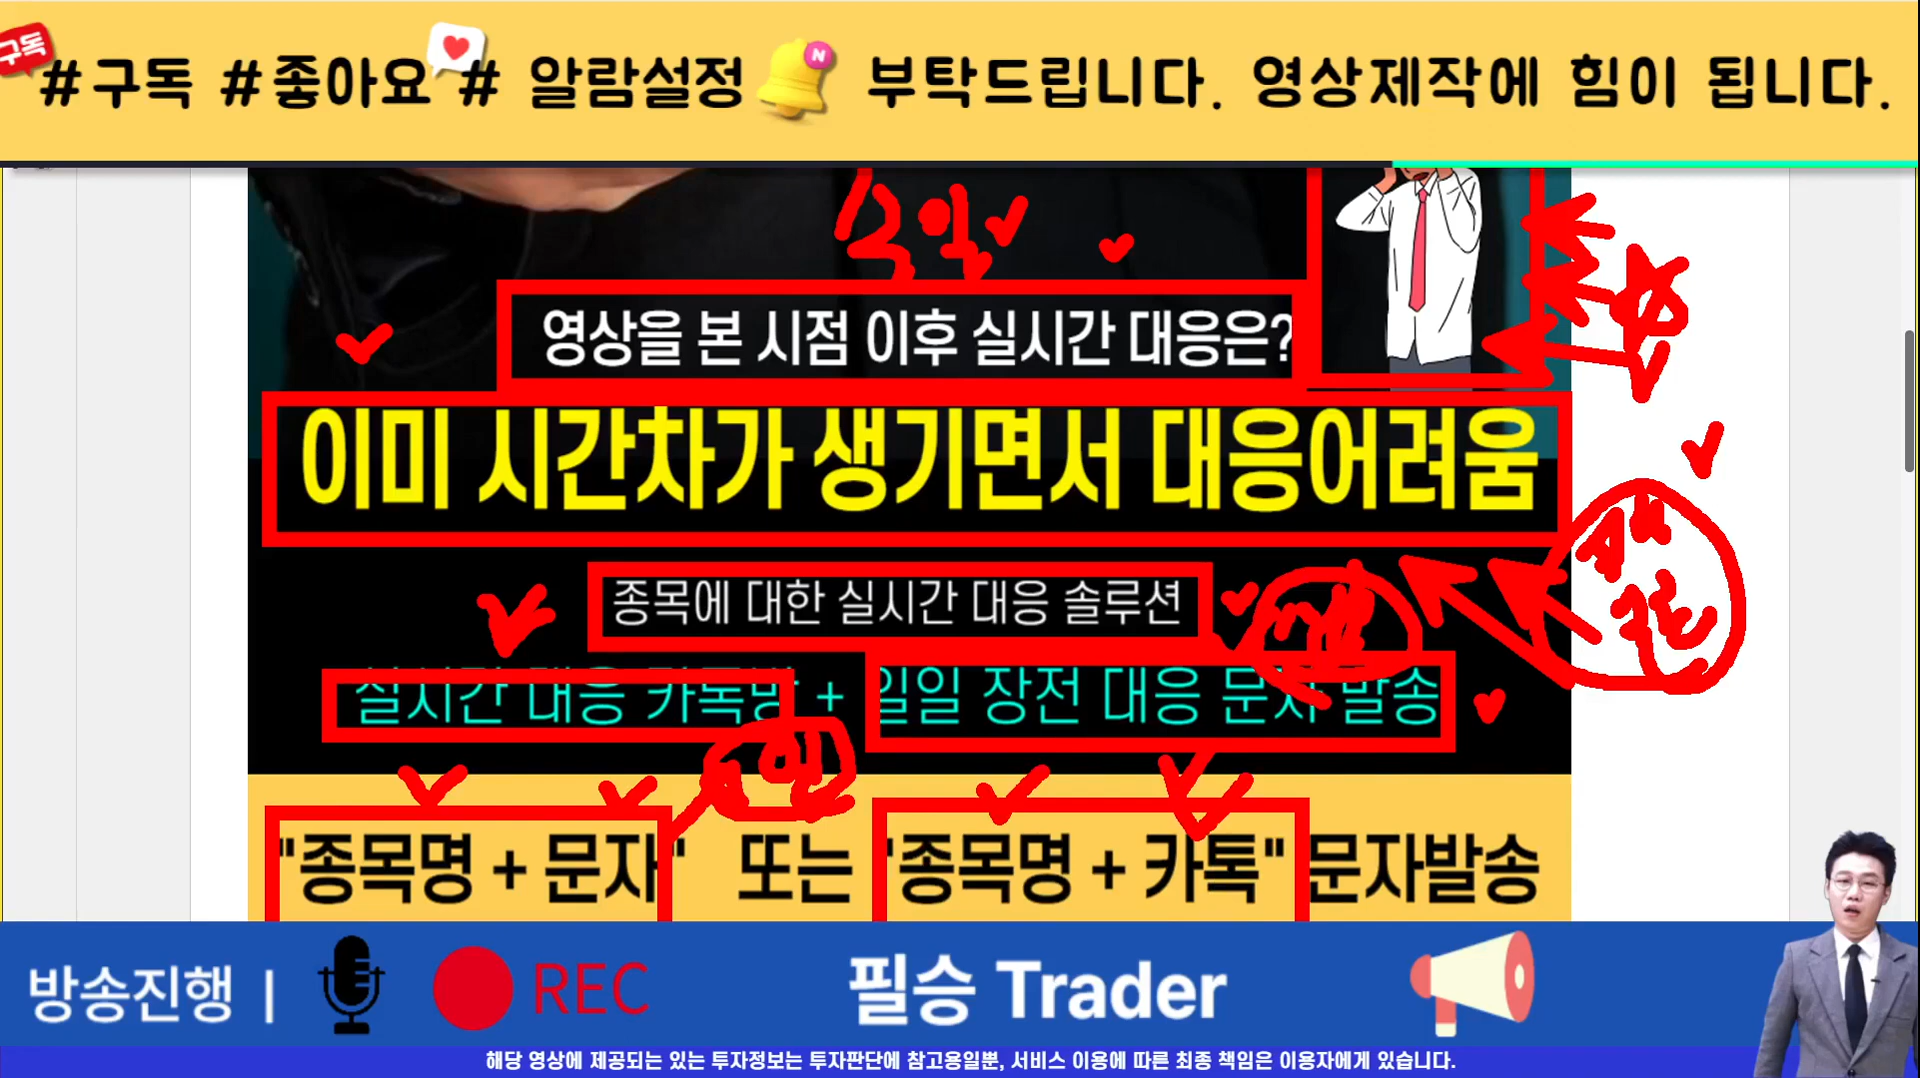 구독
#구독 #좋아요 # 알람설정 N 부탁드립니다. 영상제작에 힘이 됩니다.
영상을 본 시점 이후 실시간 대응은?
이미 시간차가 생기면서 대응어려움
종목에 대한 실시간 대응 솔루션
실시간 대응 카톡방 + 일일 장전 대응 문자 발송
"종목명 + 문자" 또는 "종목명 + 카톡" 문자발송
방송진행 | REC 필승 Trader
해당 영상에 제공되는 있는 투자정보는 투자판단에 참고용일뿐, 서비스 이용에 따른 최종 책임은 이용자에게 있습니다.